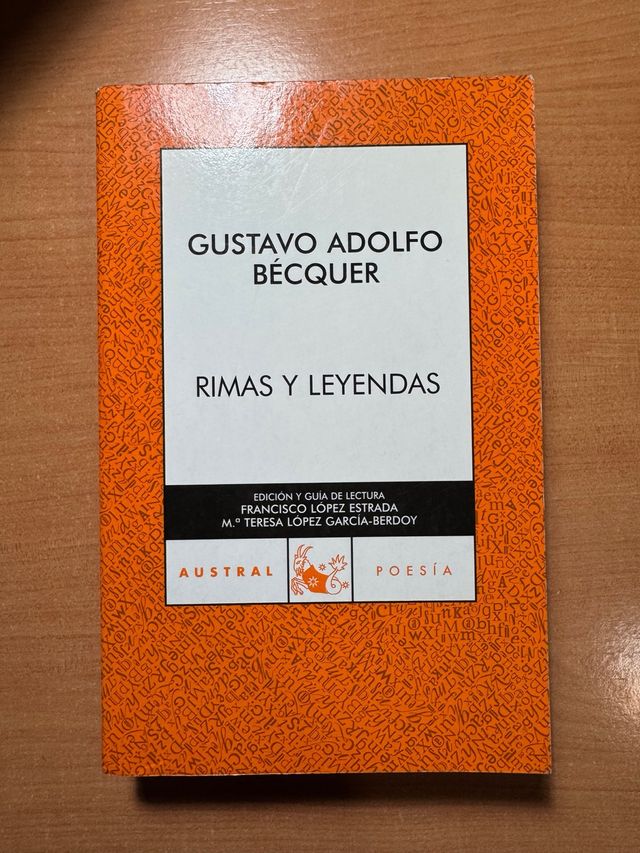 GUSTAVO ADOLFO
BÉCQUER
RIMAS Y LEYENDAS
EDICIÓN Y GUÍA DE LECTURA
FRANCISCO LÓPEZ ESTRADA
M.ª TERESA LÓPEZ GARCÍA-BERDOY
AUSTRAL
POESÍA